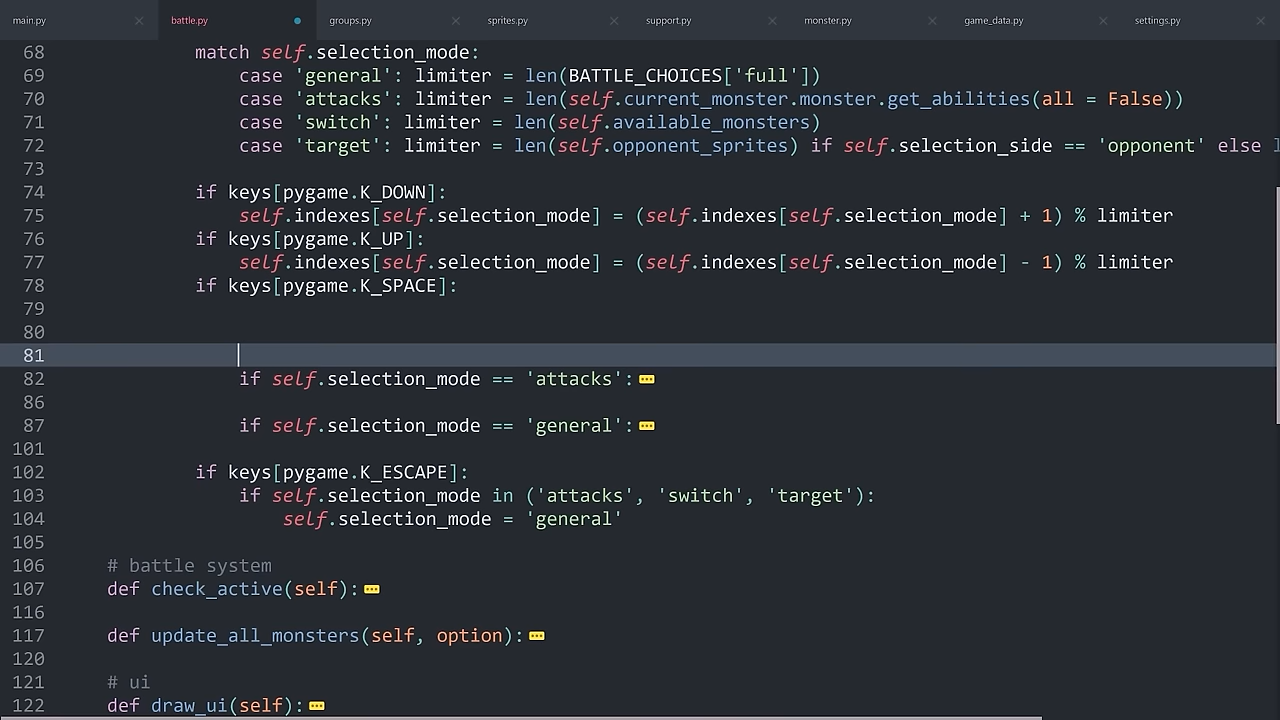 main.py battle.py groups.py sprites.py support.py monster.py game_data.py settings.py
68 match self.selection_mode:
69 case 'general': limiter = len(BATTLE_CHOICES['full'])
70 case 'attacks': limiter = len(self.current_monster.monster.get_abilities(all = False))
71 case 'switch': limiter = len(self.available_monsters)
72 case 'target': limiter = len(self.opponent_sprites) if self.selection_side == 'opponent' else
73
74 if keys[pygame.K_DOWN]:
75 self.indexes[self.selection_mode] = (self.indexes[self.selection_mode] + 1) % limiter
76 if keys[pygame.K_UP]:
77 self.indexes[self.selection_mode] = (self.indexes[self.selection_mode] - 1) % limiter
78 if keys[pygame.K_SPACE]:
79
80
81
82 if self.selection_mode == 'attacks':
86
87 if self.selection_mode == 'general':
101
102 if keys[pygame.K_ESCAPE]:
103 if self.selection_mode in ('attacks', 'switch', 'target'):
104 self.selection_mode = 'general'
105
106 # battle system
107 def check_active(self):
116
117 def update_all_monsters(self, option):
120
121 # ui
122 def draw_ui(self):